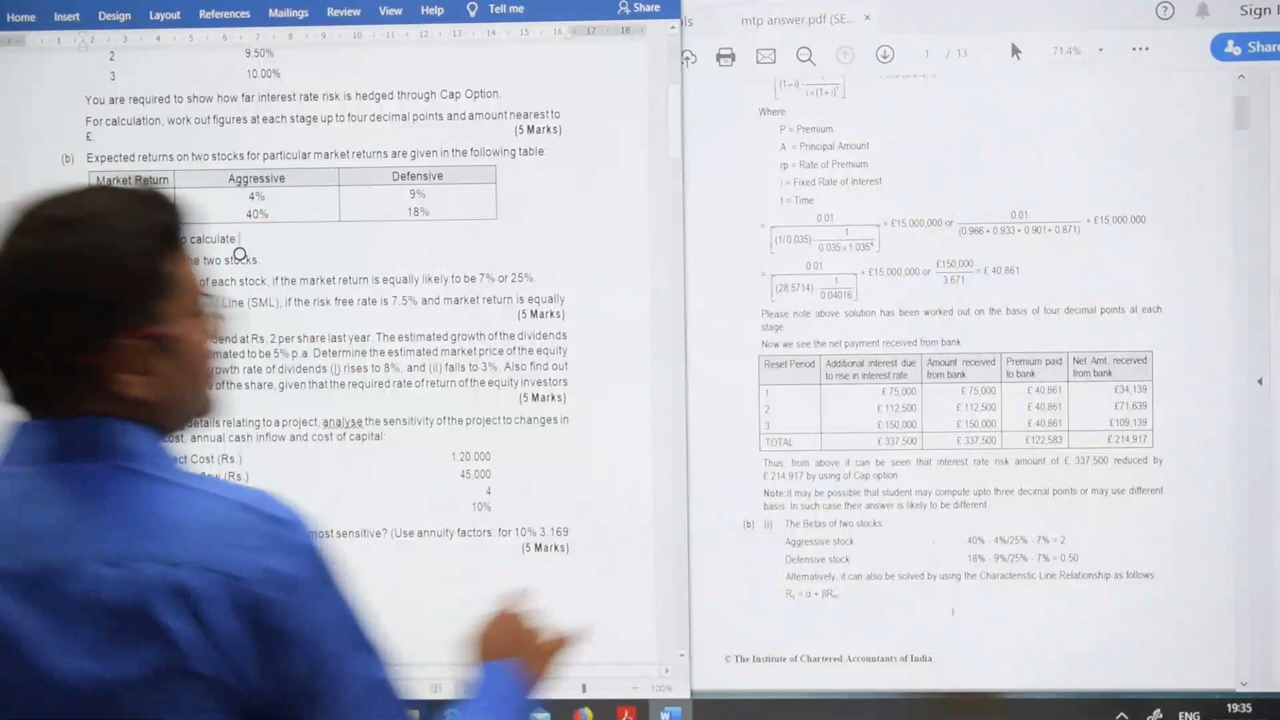 Home Insert Design Layout References Mailings Review View Help Tell me Share
2 9.50%
3 10.00%
You are required to show how far interest rate risk is hedged through Cap Option.
For calculation, work out figures at each stage up to four decimal points and amount nearest to
£. (5 Marks)
(b) Expected returns on two stocks for particular market returns are given in the following table:
Market Return Aggressive Defensive
4% 9%
40% 18%
calculate:
two stocks.
of each stock, if the market return is equally likely to be 7% or 25%.
Line (SML), if the risk free rate is 7.5% and market return is equally
(5 Marks)
at Rs. 2 per share last year. The estimated growth of the dividends
to be 5% p.a. Determine the estimated market price of the equity
rate of dividends (i) rises to 8%, and (ii) falls to 3%. Also find out
of the share, given that the required rate of return of the equity investors
(5 Marks)
details relating to a project, analyse the sensitivity of the project to changes in
cost, annual cash inflow and cost of capital:
Cost (Rs.) 1,20,000
(Rs.) 45,000
4
10%
most sensitive? (Use annuity factors: for 10% 3.169
(5 Marks)
100%
mtp answer.pdf (SE... ×
Sign
1 / 13 71.4% Share
Where
P = Premium
A = Principal Amount
rp = Rate of Premium
i = Fixed Rate of Interest
t = Time
= 0.01 / [(1/0.035) - 1 / 0.035 × 1.035⁴] × £15,000,000 or 0.01 / (0.966 + 0.933 + 0.901 + 0.871) × £15,000,000
= 0.01 / [(28.5714) - 1 / 0.04016] × £15,000,000 or £150,000 / 3.671 = £ 40,861
Please note above solution has been worked out on the basis of four decimal points at each
stage.
Now we see the net payment received from bank
Reset Period Additional interest due to rise in interest rate Amount received from bank Premium paid to bank Net Amt. received from bank
1 £ 75,000 £ 75,000 £ 40,861 £34,139
2 £ 112,500 £ 112,500 £ 40,861 £71,639
3 £ 150,000 £ 150,000 £ 40,861 £109,139
TOTAL £ 337,500 £ 337,500 £122,583 £ 214,917
Thus, from above it can be seen that interest rate risk amount of £ 337,500 reduced by
£ 214,917 by using of Cap option.
Note: It may be possible that student may compute upto three decimal points or may use different
basis. In such case their answer is likely to be different.
(b) (i) The Betas of two stocks:
Aggressive stock - 40% - 4%/25% - 7% = 2
Defensive stock - 18% - 9%/25% - 7% = 0.50
Alternatively, it can also be solved by using the Characteristic Line Relationship as follows:
Rs = α + βRm
1
© The Institute of Chartered Accountants of India
ENG 19:35